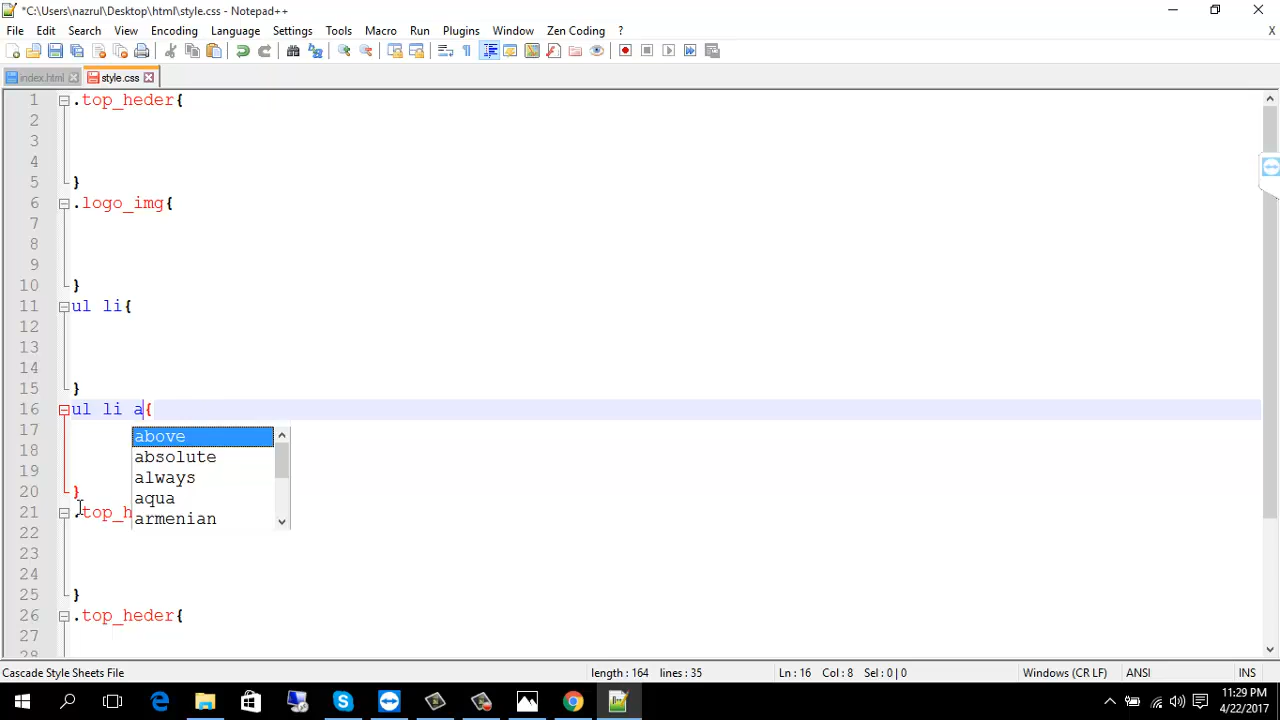 *C:\Users\nazrul\Desktop\html\style.css - Notepad++
File Edit Search View Encoding Language Settings Tools Macro Run Plugins Window Zen Coding X
index.html style.css
1 .top_heder{
2
3
4
5 }
6 .logo_img{
7
8
9
10 }
11 ul li{
12
13
14
15 }
16 ul li a{
17 above
18 absolute
19 always
20 } aqua
21 .top_h armenian
22
23
24
25 }
26 .top_heder{
27
28
Cascade Style Sheets File length : 164 lines : 35 Ln : 16 Col : 8 Sel : 0 | 0 Windows (CR LF) ANSI INS
11:29 PM
4/22/2017